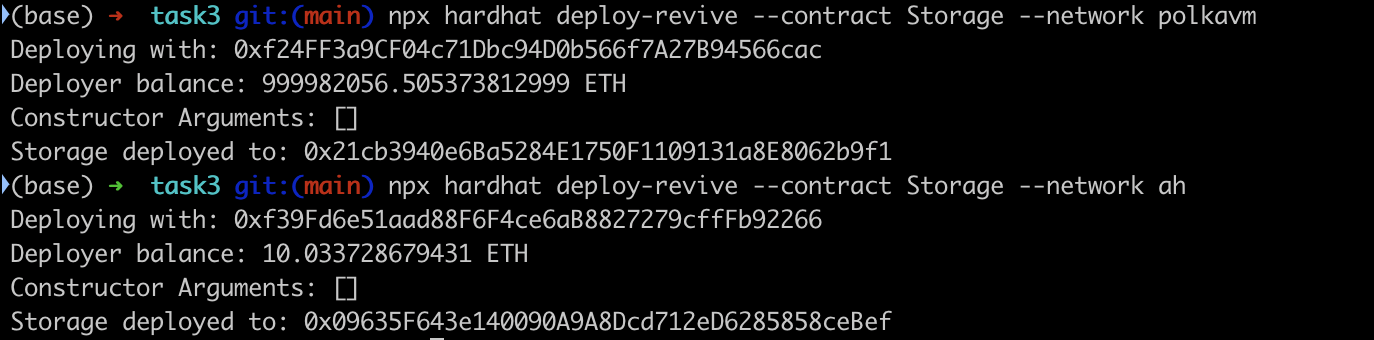 (base) → task3 git:(main) npx hardhat deploy-revive --contract Storage --network polkavm
Deploying with: 0xf24FF3a9CF04c71Dbc94D0b566f7A27B94566cac
Deployer balance: 999982056.505373812999 ETH
Constructor Arguments: []
Storage deployed to: 0x21cb3940e6Ba5284E1750F1109131a8E8062b9f1
(base) → task3 git:(main) npx hardhat deploy-revive --contract Storage --network ah
Deploying with: 0xf39Fd6e51aad88F6F4ce6aB8827279cffFb92266
Deployer balance: 10.033728679431 ETH
Constructor Arguments: []
Storage deployed to: 0x09635F643e140090A9A8Dcd712eD6285858ceBef